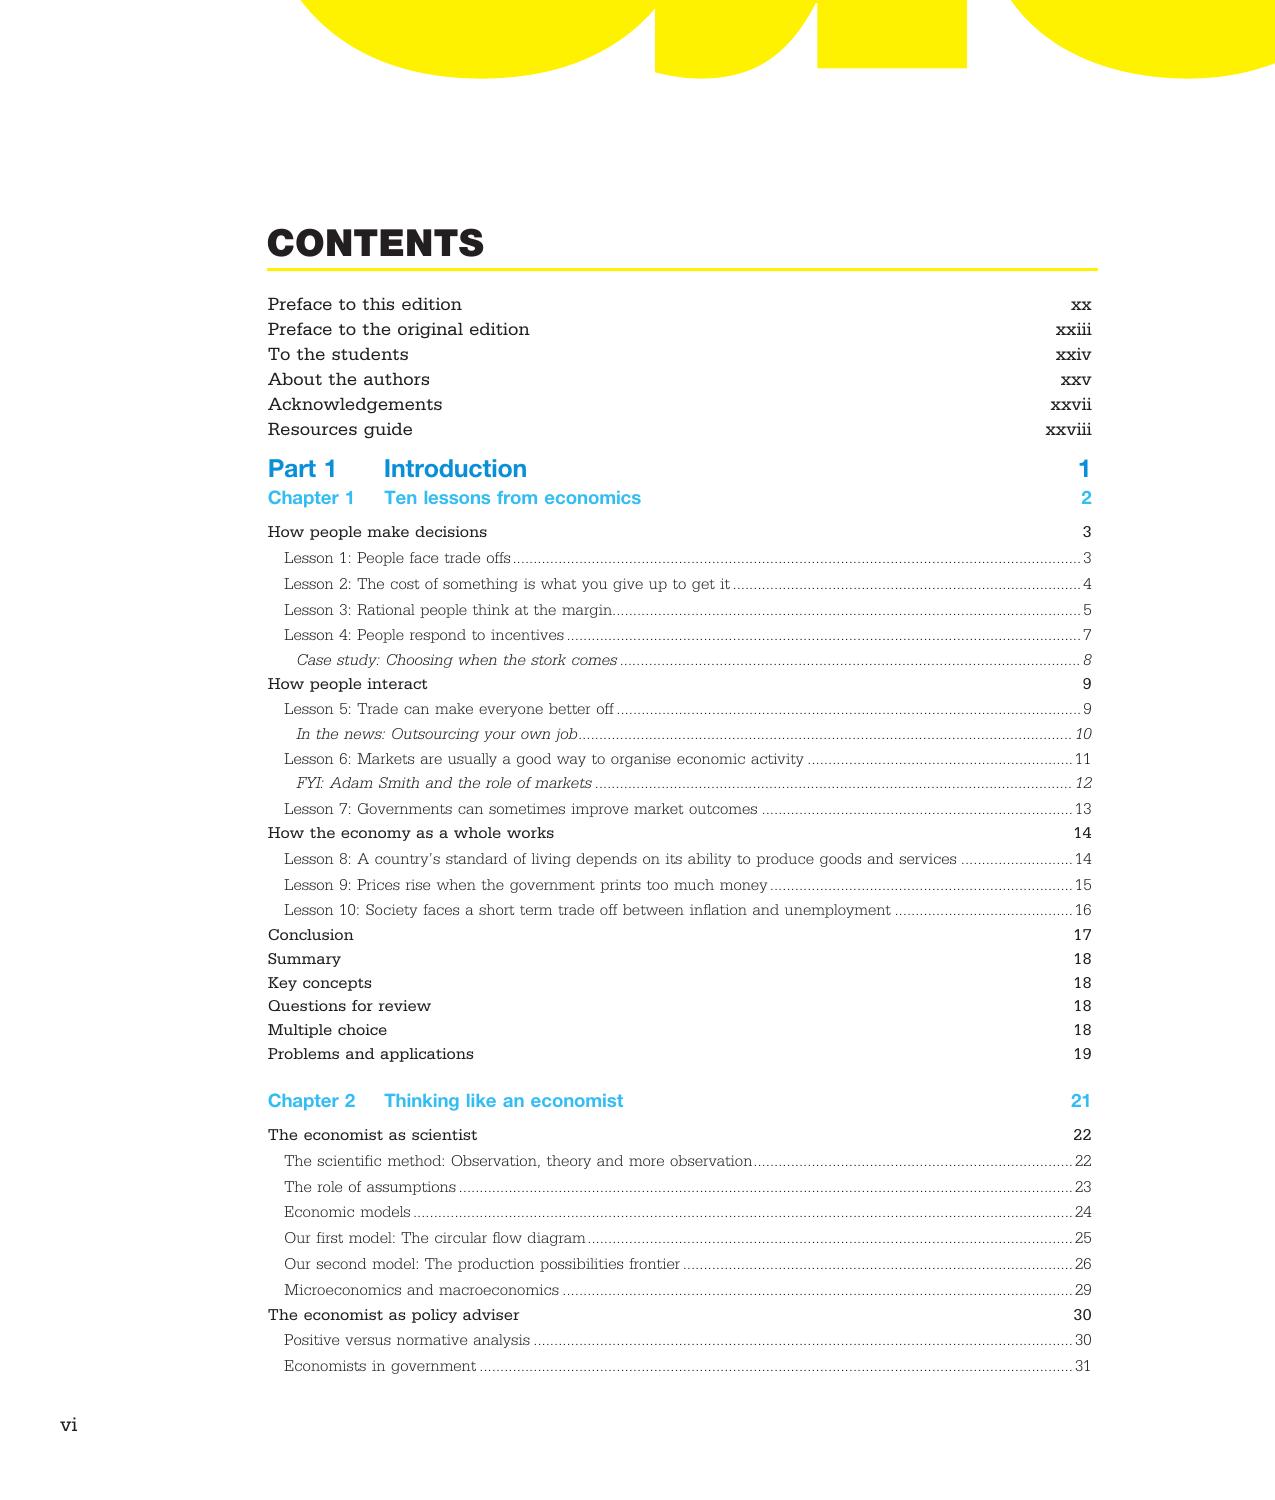 CONTENTS
Preface to this edition xx
Preface to the original edition xxiii
To the students xxiv
About the authors xxv
Acknowledgements xxvii
Resources guide xxviii
Part 1 Introduction 1
Chapter 1 Ten lessons from economics 2
How people make decisions 3
Lesson 1: People face trade offs 3
Lesson 2: The cost of something is what you give up to get it 4
Lesson 3: Rational people think at the margin 5
Lesson 4: People respond to incentives 7
Case study: Choosing when the stork comes 8
How people interact 9
Lesson 5: Trade can make everyone better off 9
In the news: Outsourcing your own job 10
Lesson 6: Markets are usually a good way to organise economic activity 11
FYI: Adam Smith and the role of markets 12
Lesson 7: Governments can sometimes improve market outcomes 13
How the economy as a whole works 14
Lesson 8: A country's standard of living depends on its ability to produce goods and services 14
Lesson 9: Prices rise when the government prints too much money 15
Lesson 10: Society faces a short term trade off between inflation and unemployment 16
Conclusion 17
Summary 18
Key concepts 18
Questions for review 18
Multiple choice 18
Problems and applications 19
Chapter 2 Thinking like an economist 21
The economist as scientist 22
The scientific method: Observation, theory and more observation 22
The role of assumptions 23
Economic models 24
Our first model: The circular flow diagram 25
Our second model: The production possibilities frontier 26
Microeconomics and macroeconomics 29
The economist as policy adviser 30
Positive versus normative analysis 30
Economists in government 31
vi